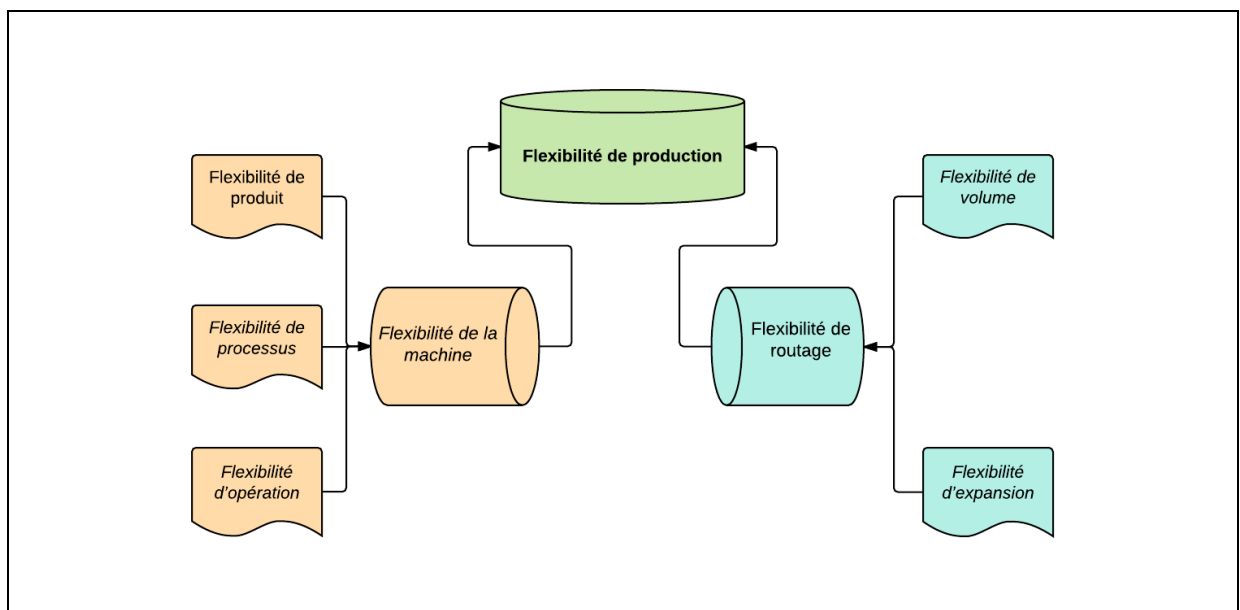 Flexibilité de production
Flexibilité de
produit
Flexibilité de
volume
Flexibilité de
processus
Flexibilité de la
machine
Flexibilité de
routage
Flexibilité
d'opération
Flexibilité
d'expansion